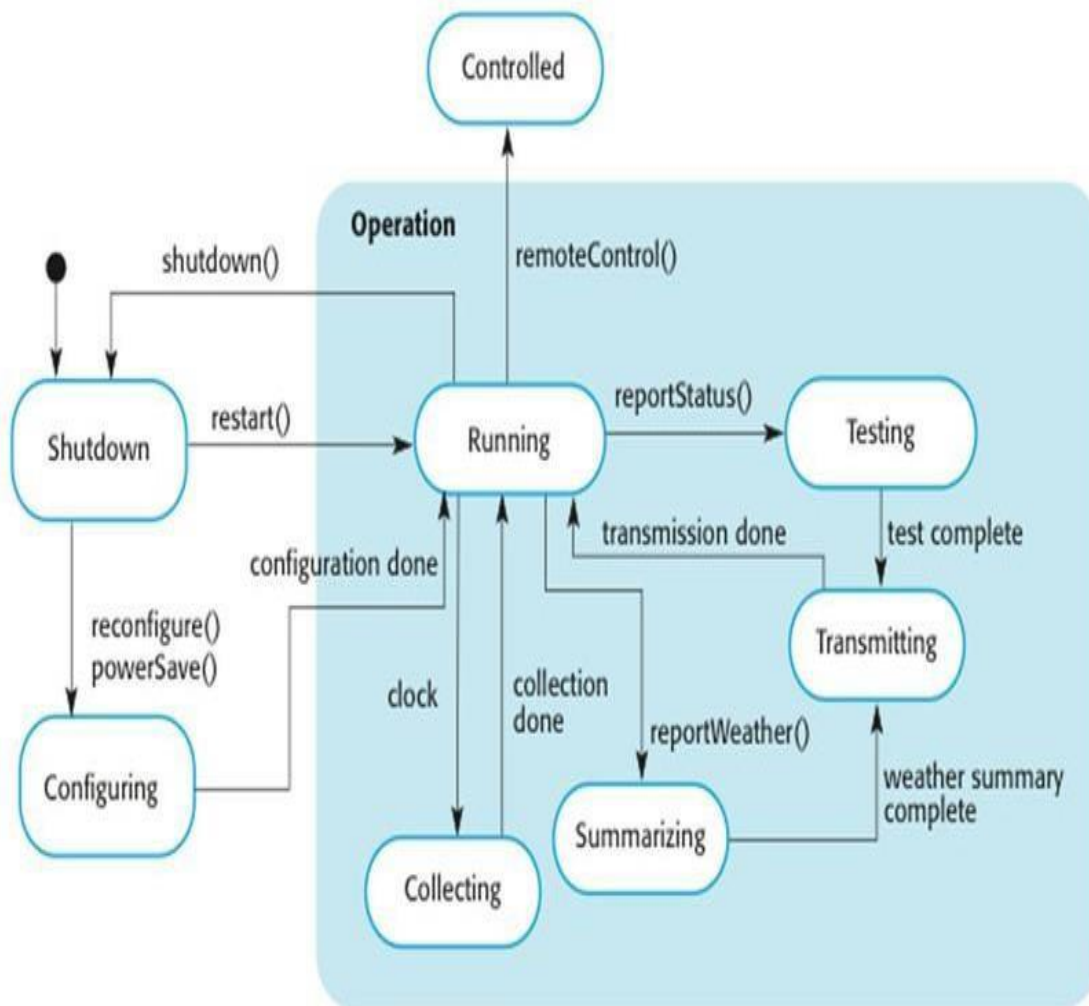 Controlled
Operation
shutdown()
remoteControl()
reportStatus()
restart()
Shutdown
Running
Testing
configuration done
transmission done
test complete
reconfigure()
powerSave()
Transmitting
clock
collection
done
reportWeather()
Configuring
weather summary
complete
Summarizing
Collecting